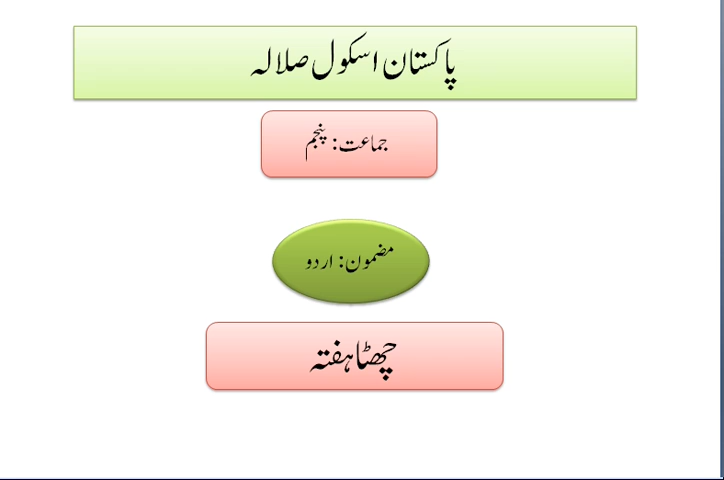 پاکستان اسکول صلالہ
جماعت: پنجم
مضمون: اردو
چھٹا ہفتہ